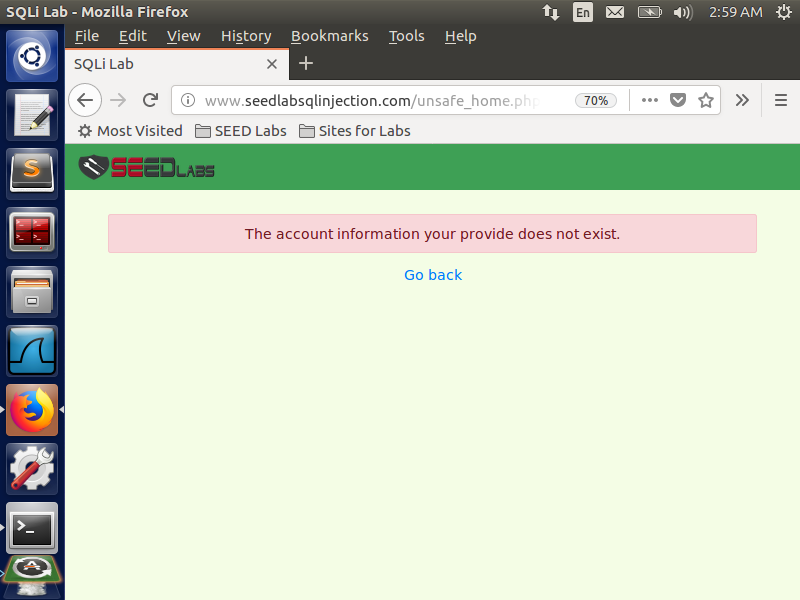 SQLi Lab - Mozilla Firefox
En
2:59 AM
File Edit View History Bookmarks Tools Help
SQLi Lab
www.seedlabsqlinjection.com/unsafe_home.php
70%
Most Visited SEED Labs Sites for Labs
SEEDLABS
The account information your provide does not exist.
Go back